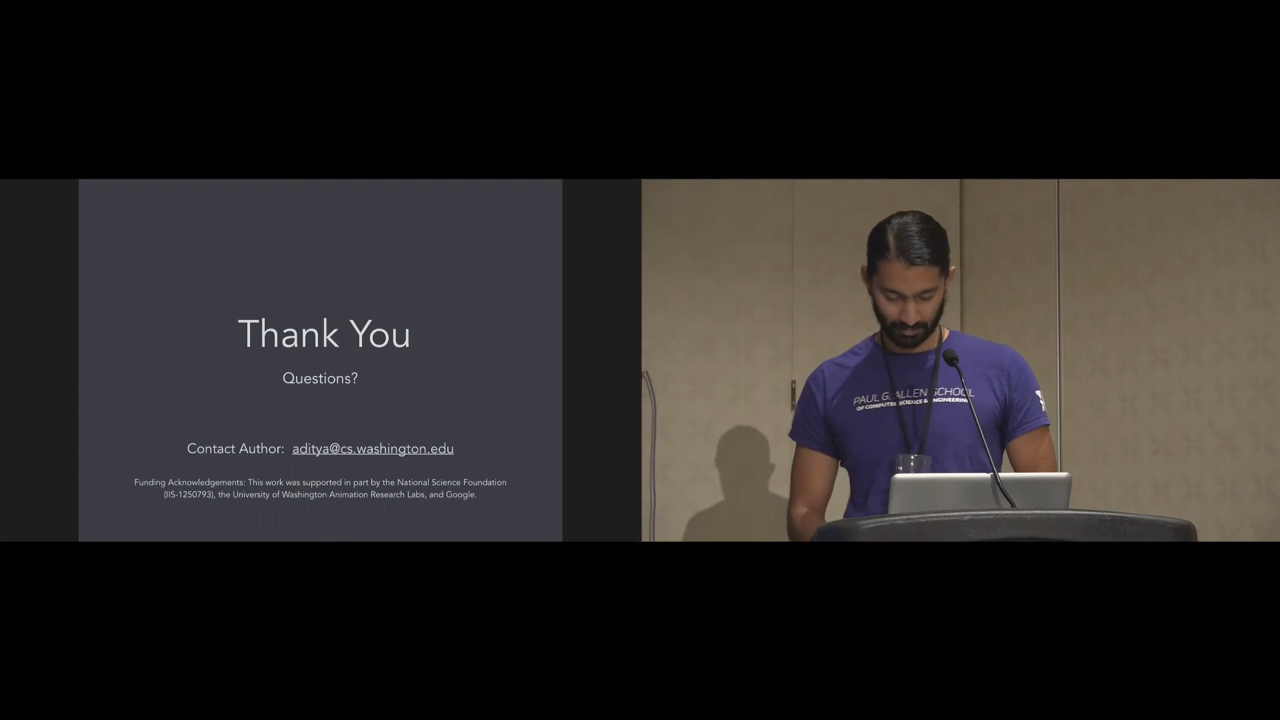 Thank You
Questions?
Contact Author: aditya@cs.washington.edu
Funding Acknowledgements: This work was supported in part by the National Science Foundation
(IIS-1250793), the University of Washington Animation Research Labs, and Google.
PAUL G. ALLEN SCHOOL
OF COMPUTER SCIENCE & ENGINEERING